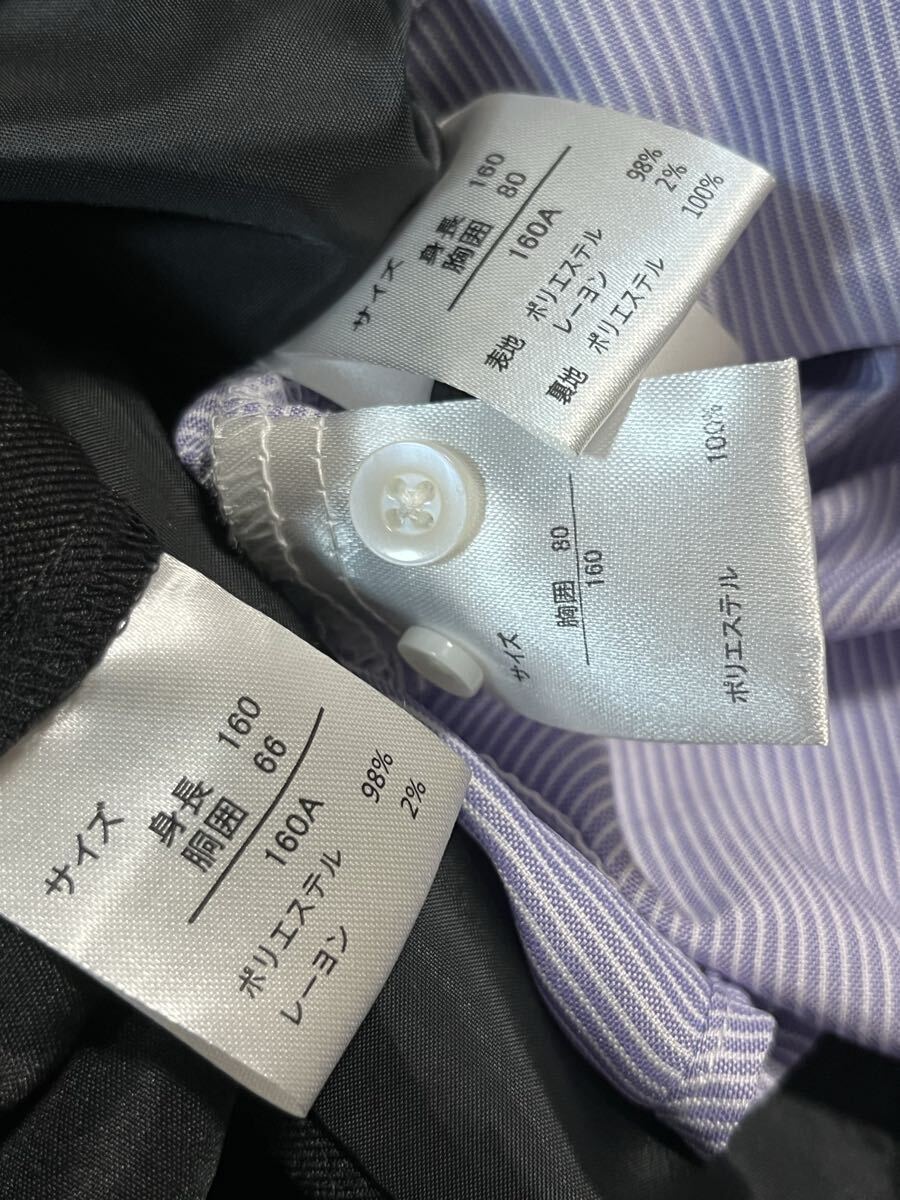 サイズ
身長 160
胸囲 80
160A
表地 ポリエステル 98%
レーヨン 2%
裏地 ポリエステル 100%
サイズ
胸囲 80
160
ポリエステル 100%
サイズ
身長 160
胴囲 66
160A
ポリエステル 98%
レーヨン 2%